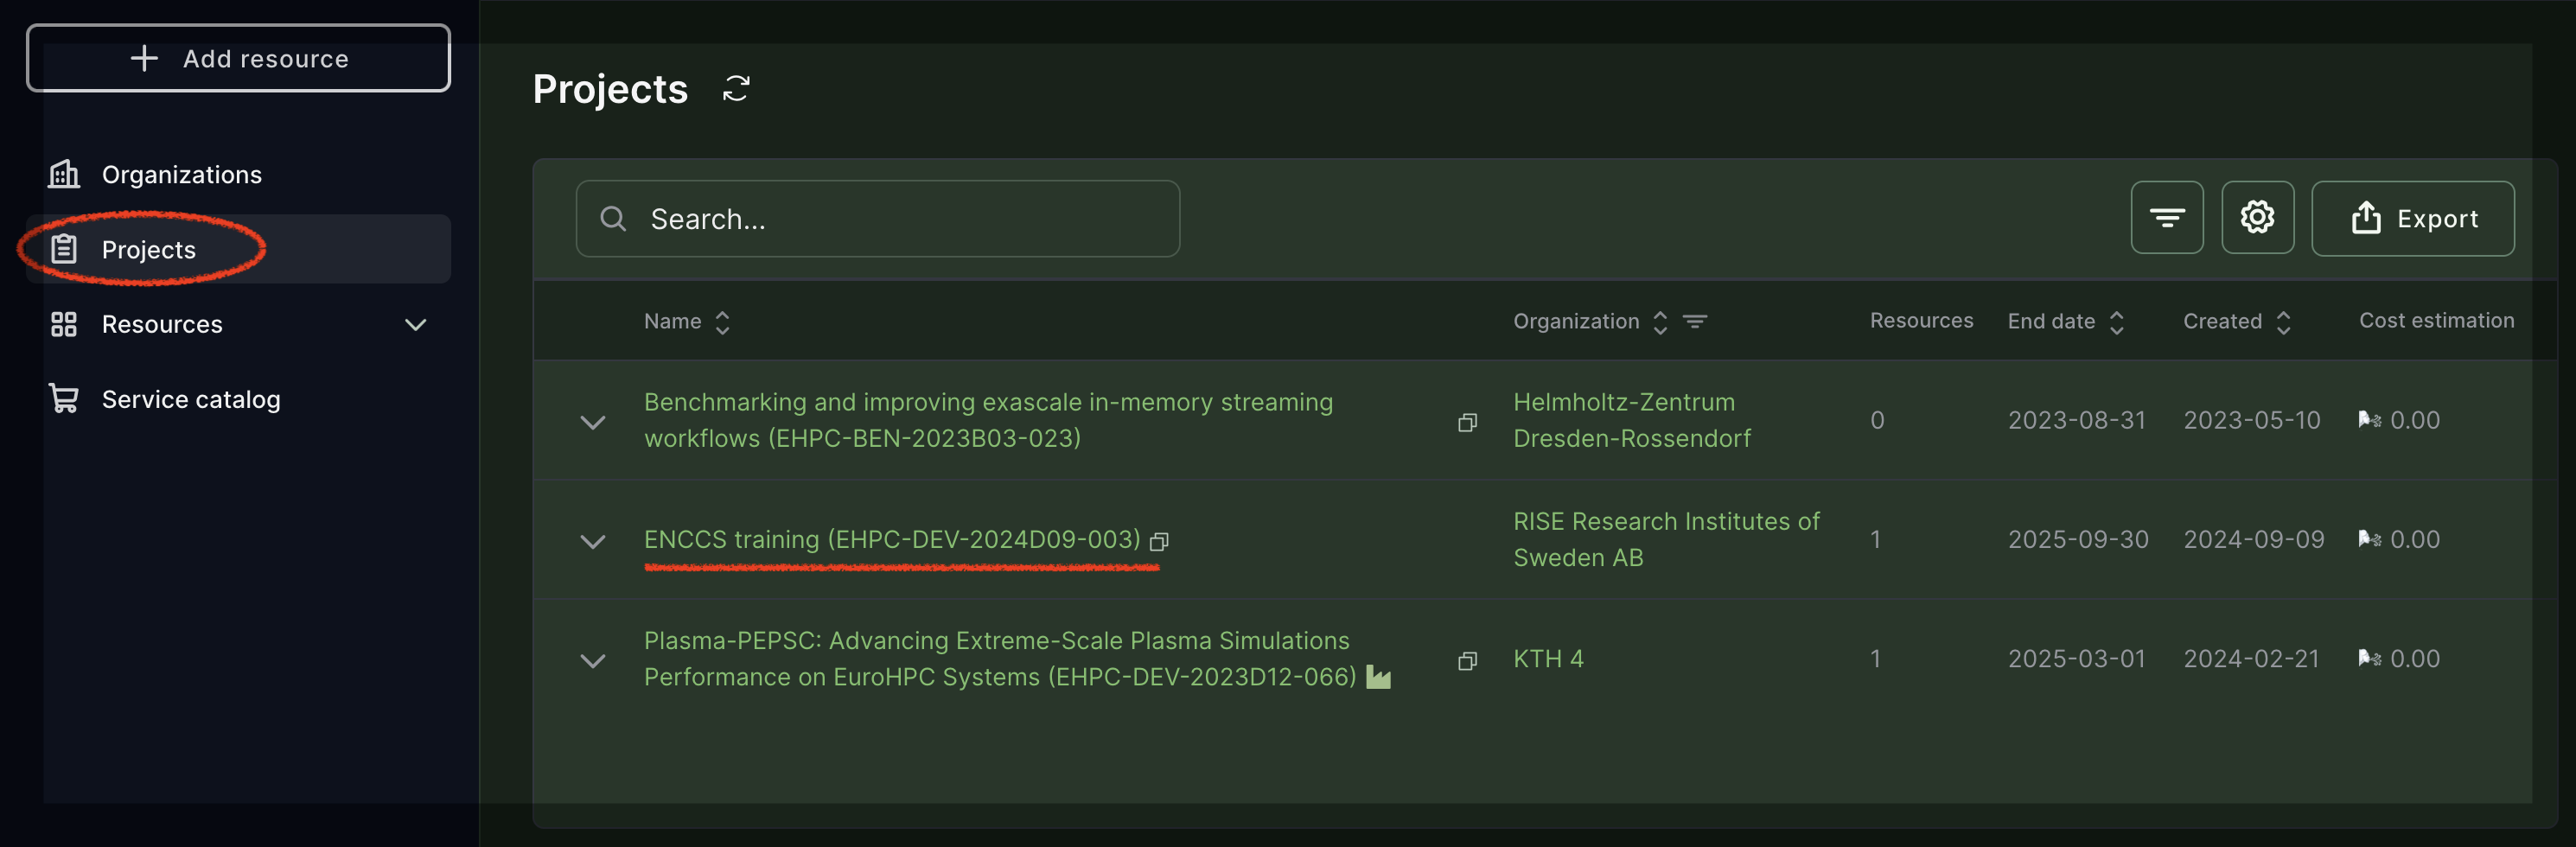 Add resource
Organizations
Projects
Resources
Service catalog
Projects
Search...
Export
Name
Organization
Resources
End date
Created
Cost estimation
Benchmarking and improving exascale in-memory streaming
workflows (EHPC-BEN-2023B03-023)
Helmholtz-Zentrum
Dresden-Rossendorf
0
2023-08-31
2023-05-10
0.00
ENCCS training (EHPC-DEV-2024D09-003)
RISE Research Institutes of
Sweden AB
1
2025-09-30
2024-09-09
0.00
Plasma-PEPSC: Advancing Extreme-Scale Plasma Simulations
Performance on EuroHPC Systems (EHPC-DEV-2023D12-066)
KTH 4
1
2025-03-01
2024-02-21
0.00